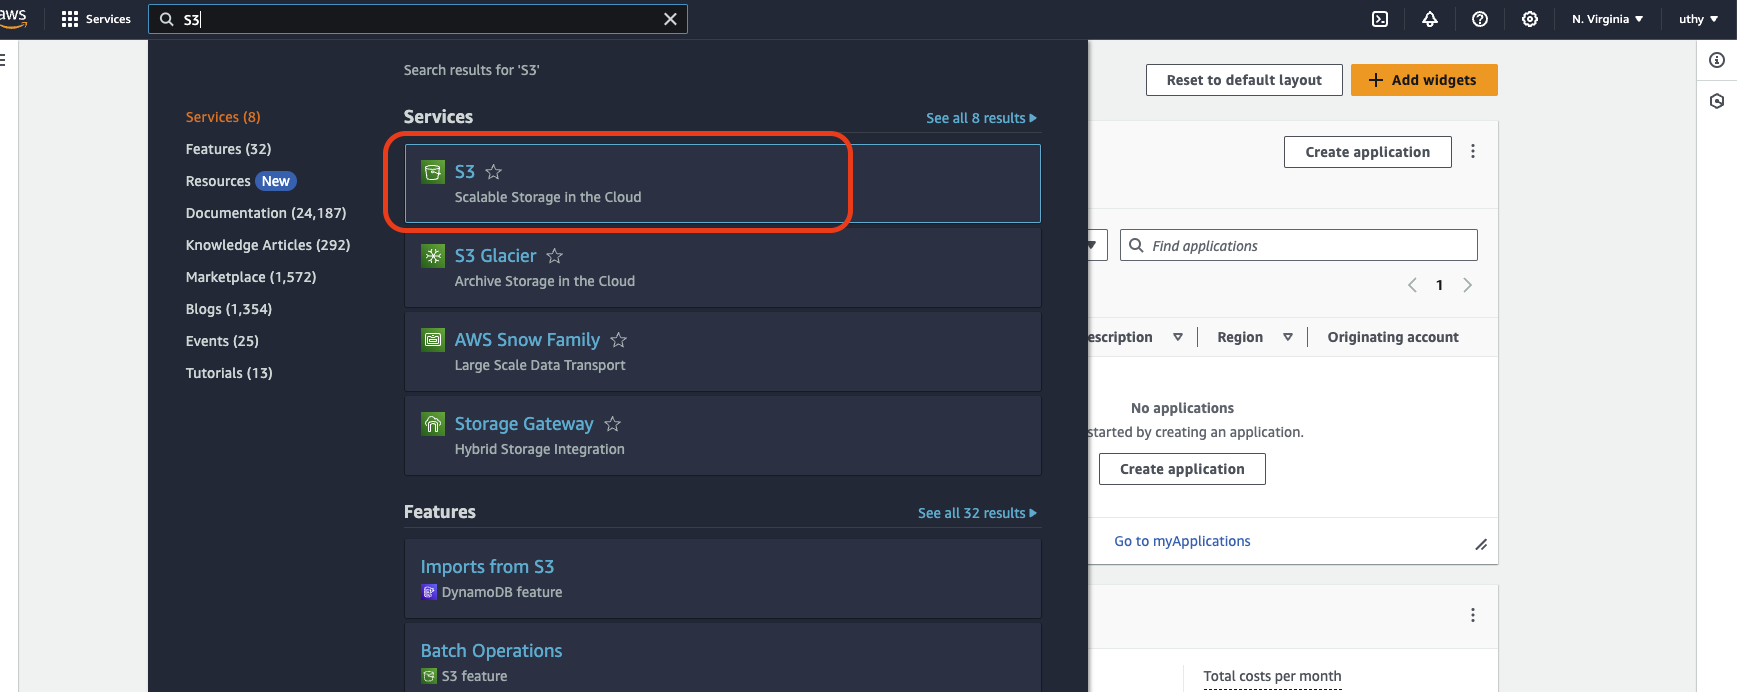 aws
Services
S3
N. Virginia
uthy
Search results for 'S3'
Services (8)
Features (32)
Resources New
Documentation (24,187)
Knowledge Articles (292)
Marketplace (1,572)
Blogs (1,354)
Events (25)
Tutorials (13)
Services
See all 8 results
S3
Scalable Storage in the Cloud
S3 Glacier
Archive Storage in the Cloud
AWS Snow Family
Large Scale Data Transport
Storage Gateway
Hybrid Storage Integration
Features
See all 32 results
Imports from S3
DynamoDB feature
Batch Operations
S3 feature
Reset to default layout
Add widgets
Create application
Find applications
1
escription
Region
Originating account
No applications
started by creating an application.
Create application
Go to myApplications
Total costs per month